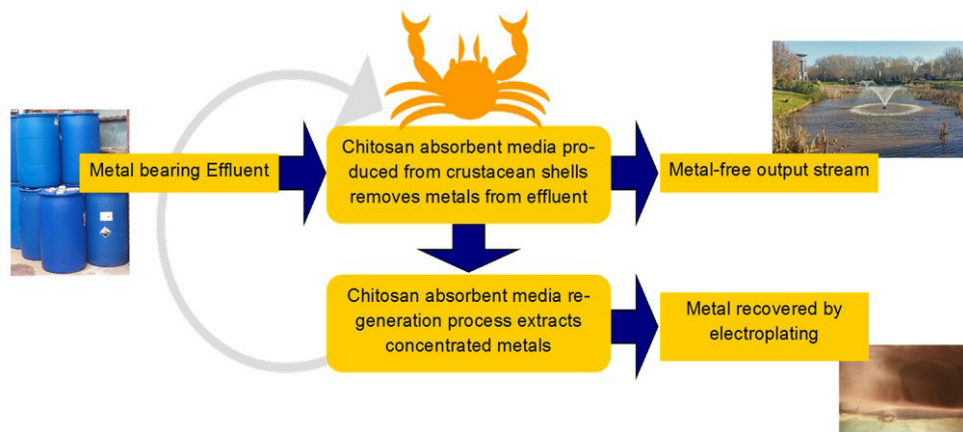 Metal bearing Effluent
Chitosan absorbent media pro-
duced from crustacean shells
removes metals from effluent
Metal-free output stream
Chitosan absorbent media re-
generation process extracts
concentrated metals
Metal recovered by
electroplating